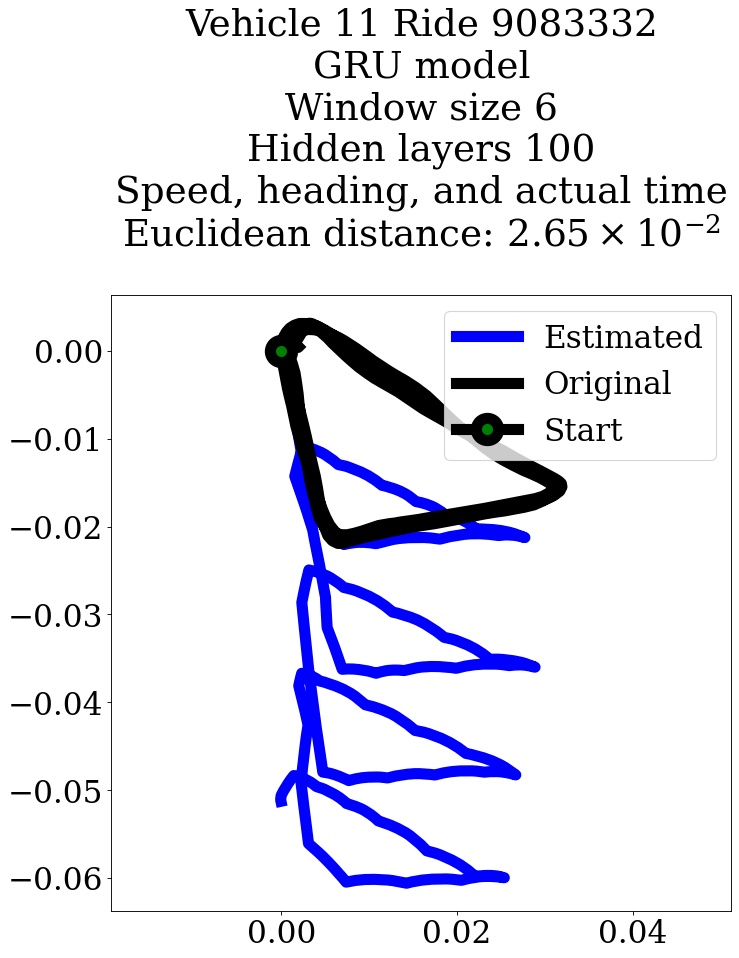 Vehicle 11 Ride 9083332
GRU model
Window size 6
Hidden layers 100
Speed, heading, and actual time
Euclidean distance: 2.65 × 10⁻²
Estimated
Original
Start
0.00
−0.01
−0.02
−0.03
−0.04
−0.05
−0.06
0.00 0.02 0.04